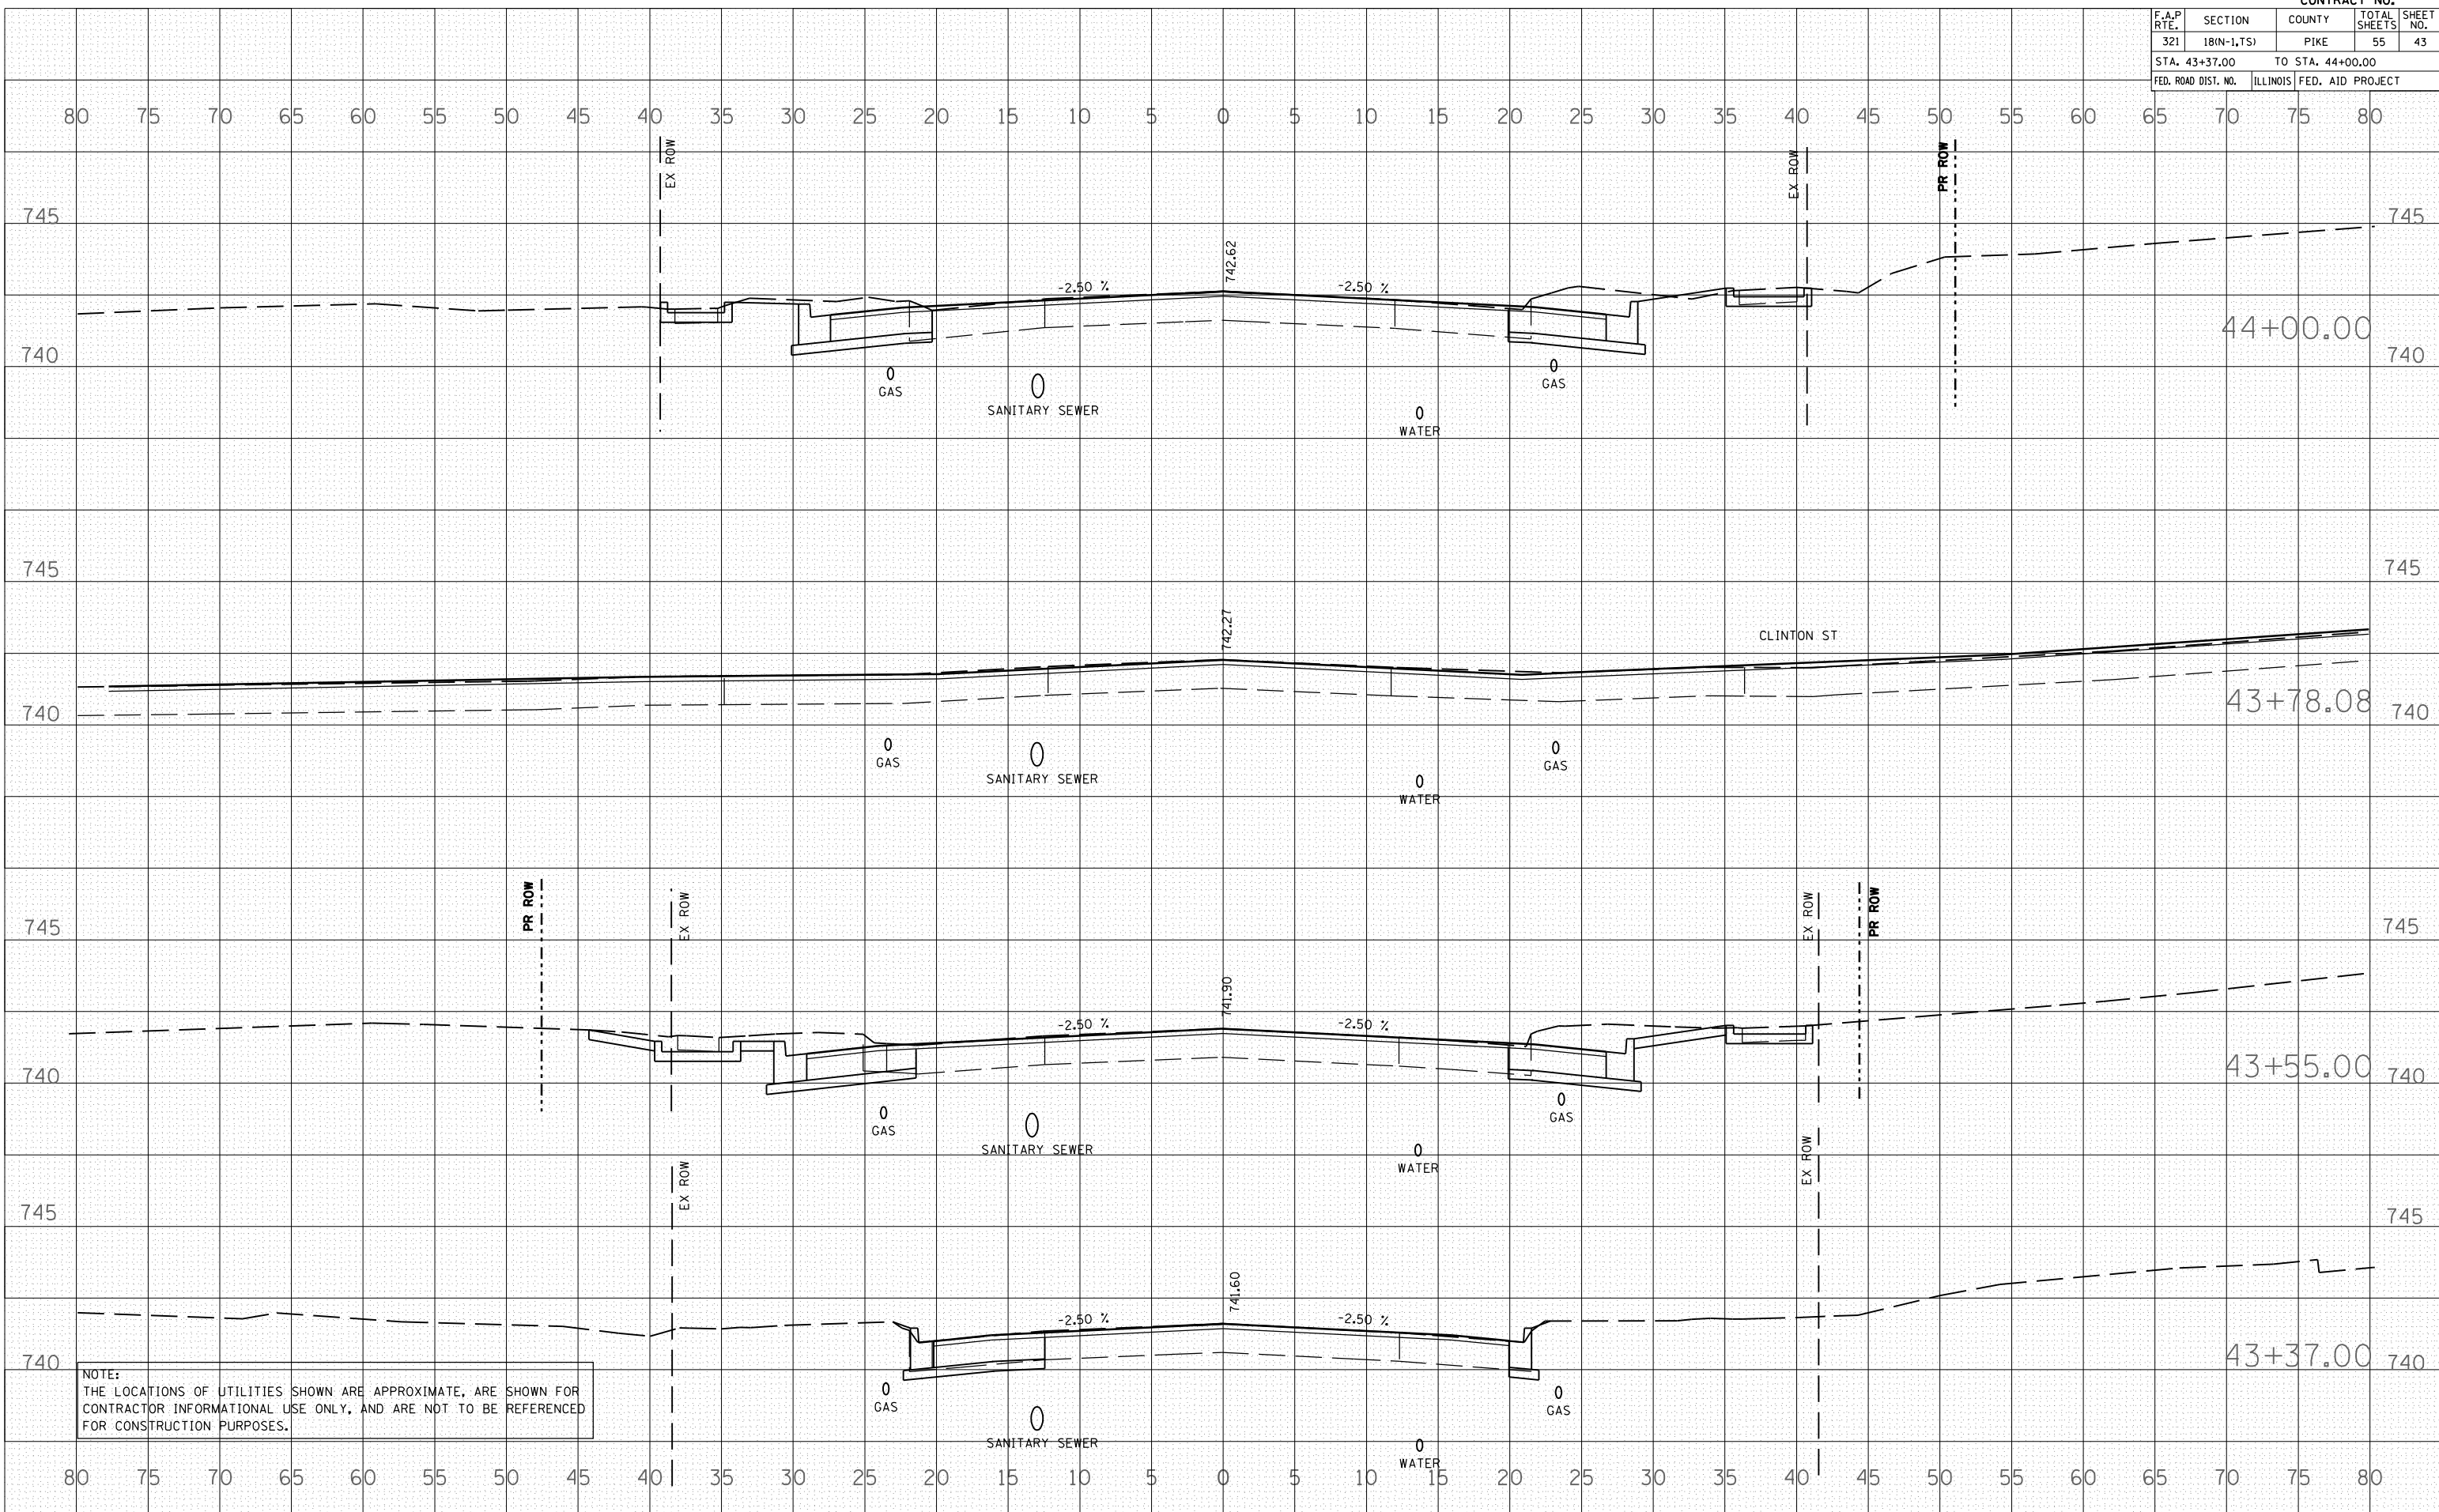 CONTRACT NO.
F.A.P RTE. SECTION COUNTY TOTAL SHEETS SHEET NO.
321 18(N-1,TS) PIKE 55 43
STA. 43+37.00 TO STA. 44+00.00
FED. ROAD DIST. NO. ILLINOIS FED. AID PROJECT
80 75 70 65 60 55 50 45 40 35 30 25 20 15 10 5 0 5 10 15 20 25 30 35 40 45 50 55 60 65 70 75 80
EX ROW
EX ROW
PR ROW
745 745
742.62
-2.50 % -2.50 %
44+00.00
740 740
GAS GAS
SANITARY SEWER
WATER
745 745
742.27
CLINTON ST
43+78.08
740 740
GAS GAS
SANITARY SEWER
WATER
PR ROW
EX ROW
EX ROW
PR ROW
745 745
741.90
-2.50 % -2.50 %
43+55.00
740 740
GAS GAS
SANITARY SEWER
WATER
EX ROW
EX ROW
745 745
741.60
-2.50 % -2.50 %
43+37.00
740 740
NOTE:
THE LOCATIONS OF UTILITIES SHOWN ARE APPROXIMATE, ARE SHOWN FOR
CONTRACTOR INFORMATIONAL USE ONLY, AND ARE NOT TO BE REFERENCED
FOR CONSTRUCTION PURPOSES.
GAS GAS
SANITARY SEWER
WATER
80 75 70 65 60 55 50 45 40 35 30 25 20 15 10 5 0 5 10 15 20 25 30 35 40 45 50 55 60 65 70 75 80